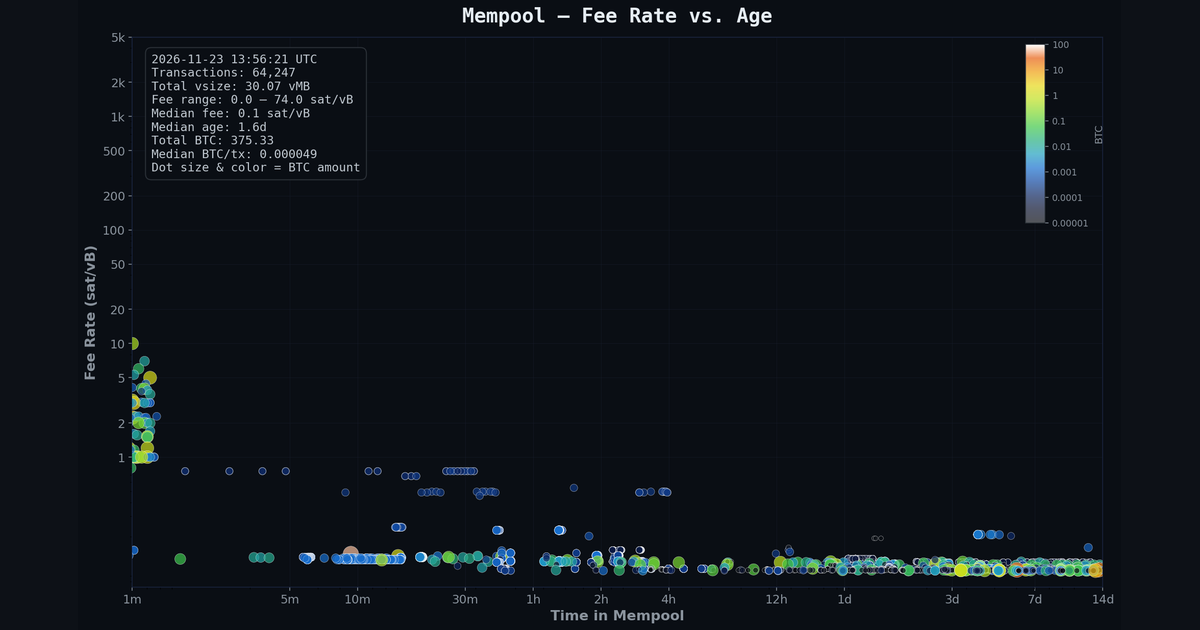 Mempool — Fee Rate vs. Age
2026-11-23 13:56:21 UTC
Transactions: 64,247
Total vsize: 30.07 vMB
Fee range: 0.0 — 74.0 sat/vB
Median fee: 0.1 sat/vB
Median age: 1.6d
Total BTC: 375.33
Median BTC/tx: 0.000049
Dot size & color = BTC amount
100
10
1
0.1
0.01
0.001
0.0001
0.00001
BTC
Fee Rate (sat/vB)
5k
2k
1k
500
200
100
50
20
10
5
2
1
1m
5m
10m
30m
1h
2h
4h
12h
1d
3d
7d
14d
Time in Mempool